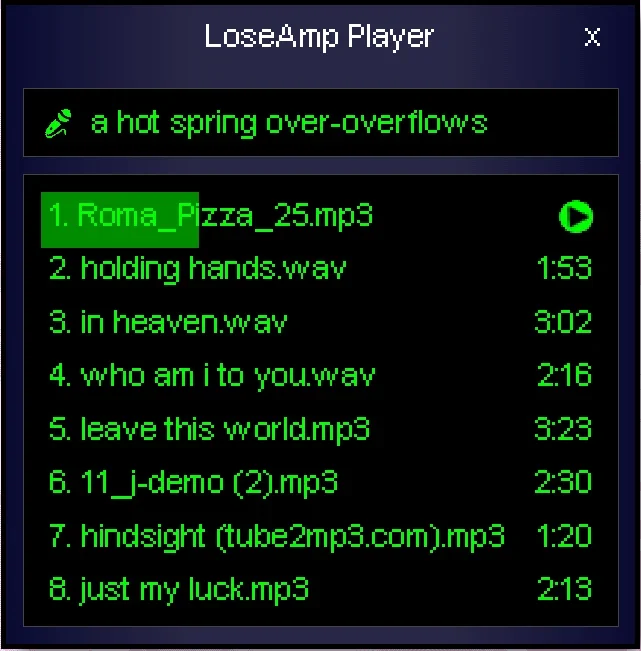 LoseAmp Player x
a hot spring over-overflows
1. Roma_Pizza_25.mp3
2. holding hands.wav 1:53
3. in heaven.wav 3:02
4. who am i to you.wav 2:16
5. leave this world.mp3 3:23
6. 11_j-demo (2).mp3 2:30
7. hindsight (tube2mp3.com).mp3 1:20
8. just my luck.mp3 2:13